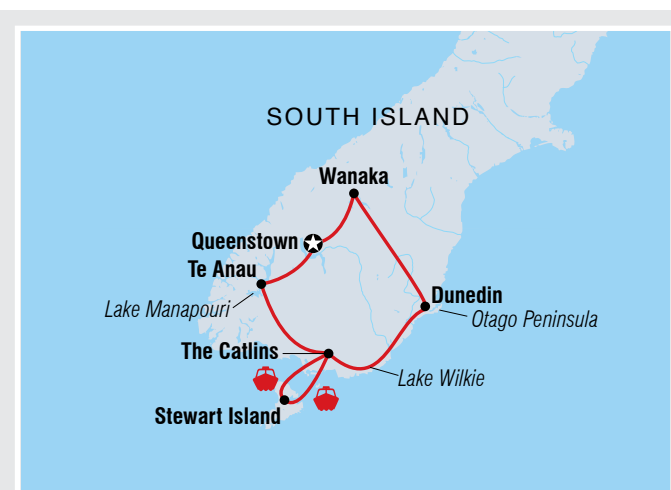 SOUTH ISLAND
Wanaka
Queenstown
Te Anau
Lake Manapouri
Dunedin
Otago Peninsula
The Catlins
Lake Wilkie
Stewart Island